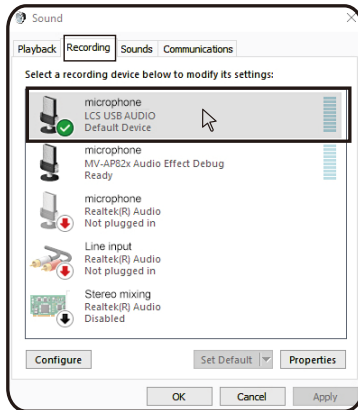 Sound
Playback Recording Sounds Communications
Select a recording device below to modify its settings:
microphone
LCS USB AUDIO
Default Device
microphone
MV-AP82x Audio Effect Debug
Ready
microphone
Realtek(R) Audio
Not plugged in
Line input
Realtek(R) Audio
Not plugged in
Stereo mixing
Realtek(R) Audio
Disabled
Configure Set Default Properties
OK Cancel Apply